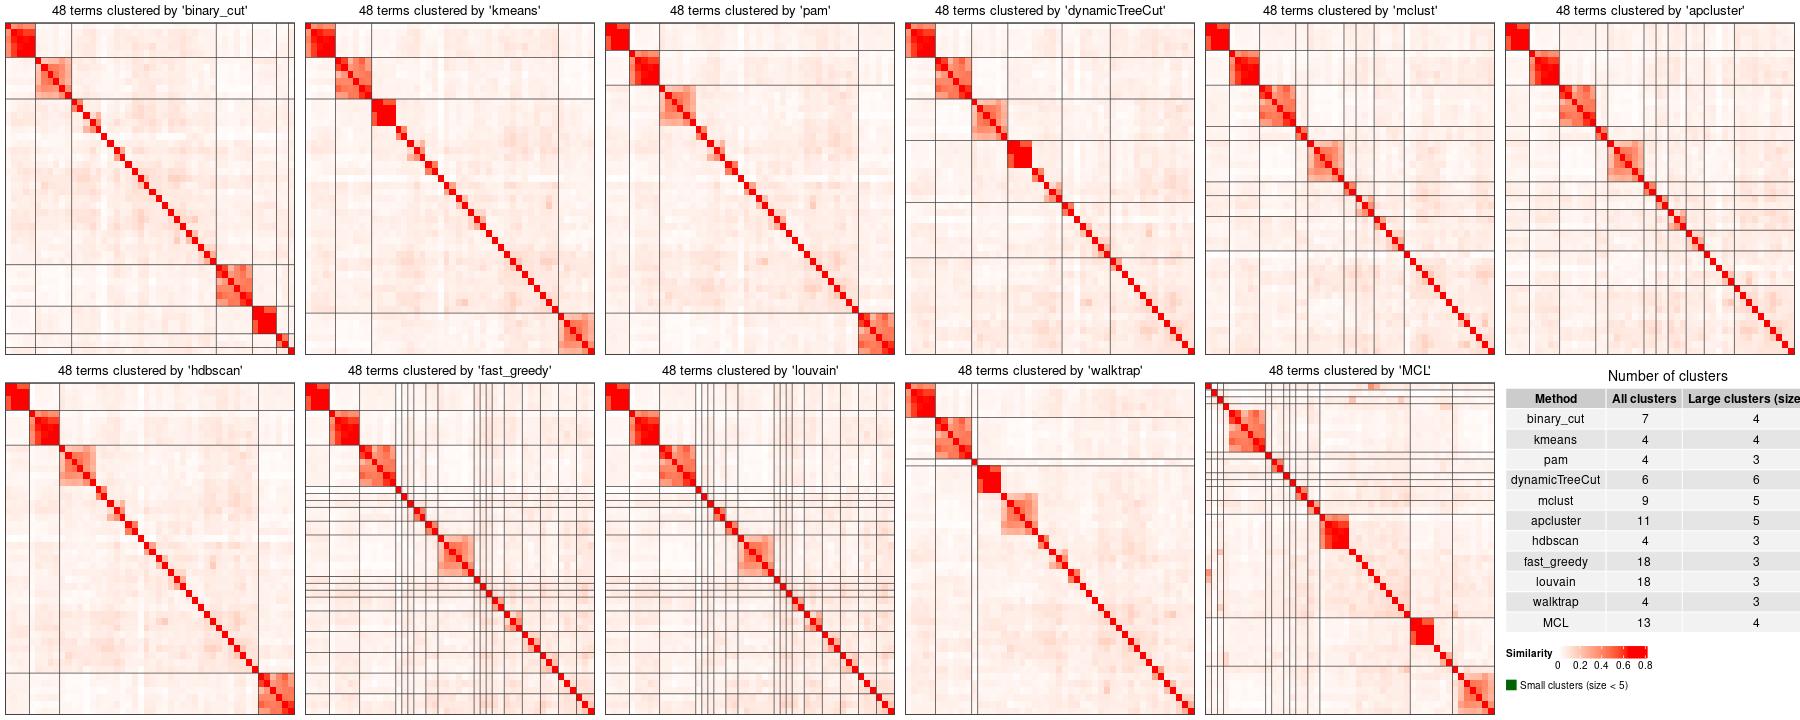 48 terms clustered by 'binary_cut'
48 terms clustered by 'kmeans'
48 terms clustered by 'pam'
48 terms clustered by 'dynamicTreeCut'
48 terms clustered by 'mclust'
48 terms clustered by 'apcluster'
48 terms clustered by 'hdbscan'
48 terms clustered by 'fast_greedy'
48 terms clustered by 'louvain'
48 terms clustered by 'walktrap'
48 terms clustered by 'MCL'
Number of clusters
Method All clusters Large clusters (size
binary_cut 7 4
kmeans 4 4
pam 4 3
dynamicTreeCut 6 6
mclust 9 5
apcluster 11 5
hdbscan 4 3
fast_greedy 18 3
louvain 18 3
walktrap 4 3
MCL 13 4
Similarity
0 0.2 0.4 0.6 0.8
Small clusters (size < 5)